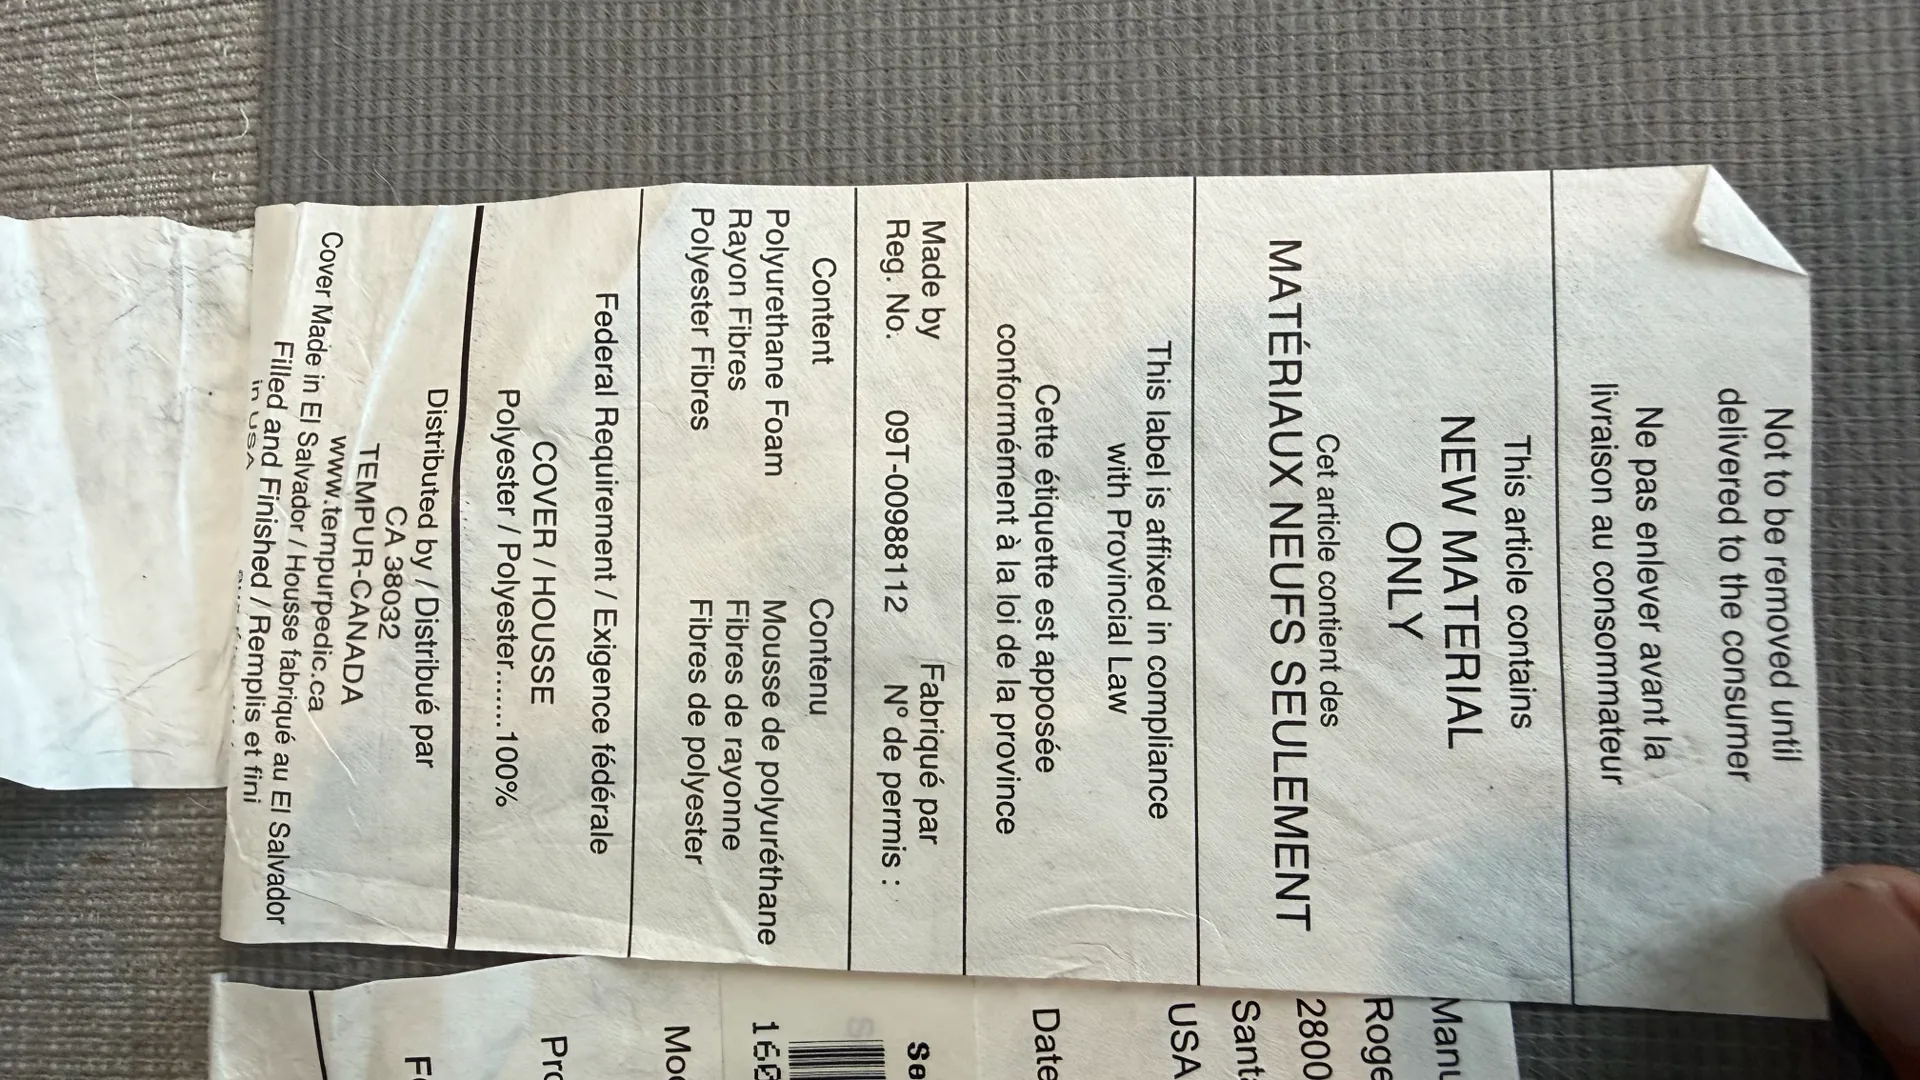 Not to be removed until
delivered to the consumer
Ne pas enlever avant la
livraison au consommateur
This article contains
NEW MATERIAL
ONLY
Cet article contient des
MATÉRIAUX NEUFS SEULEMENT
This label is affixed in compliance
with Provincial Law
Cette étiquette est apposée
conformément à la loi de la province
Made by Fabriqué par
Reg. No. 09T-00988112 N° de permis :
Content Contenu
Polyurethane Foam Mousse de polyuréthane
Rayon Fibres Fibres de rayonne
Polyester Fibres Fibres de polyester
Federal Requirement / Exigence fédérale
COVER / HOUSSE
Polyester / Polyester.......100%
Distributed by / Distribué par
CA 38032
TEMPUR-CANADA
www.tempurpedic.ca
Cover Made in El Salvador / Housse fabriqué au El Salvador
Filled and Finished / Remplis et fini
in USA
USA
2800
Date